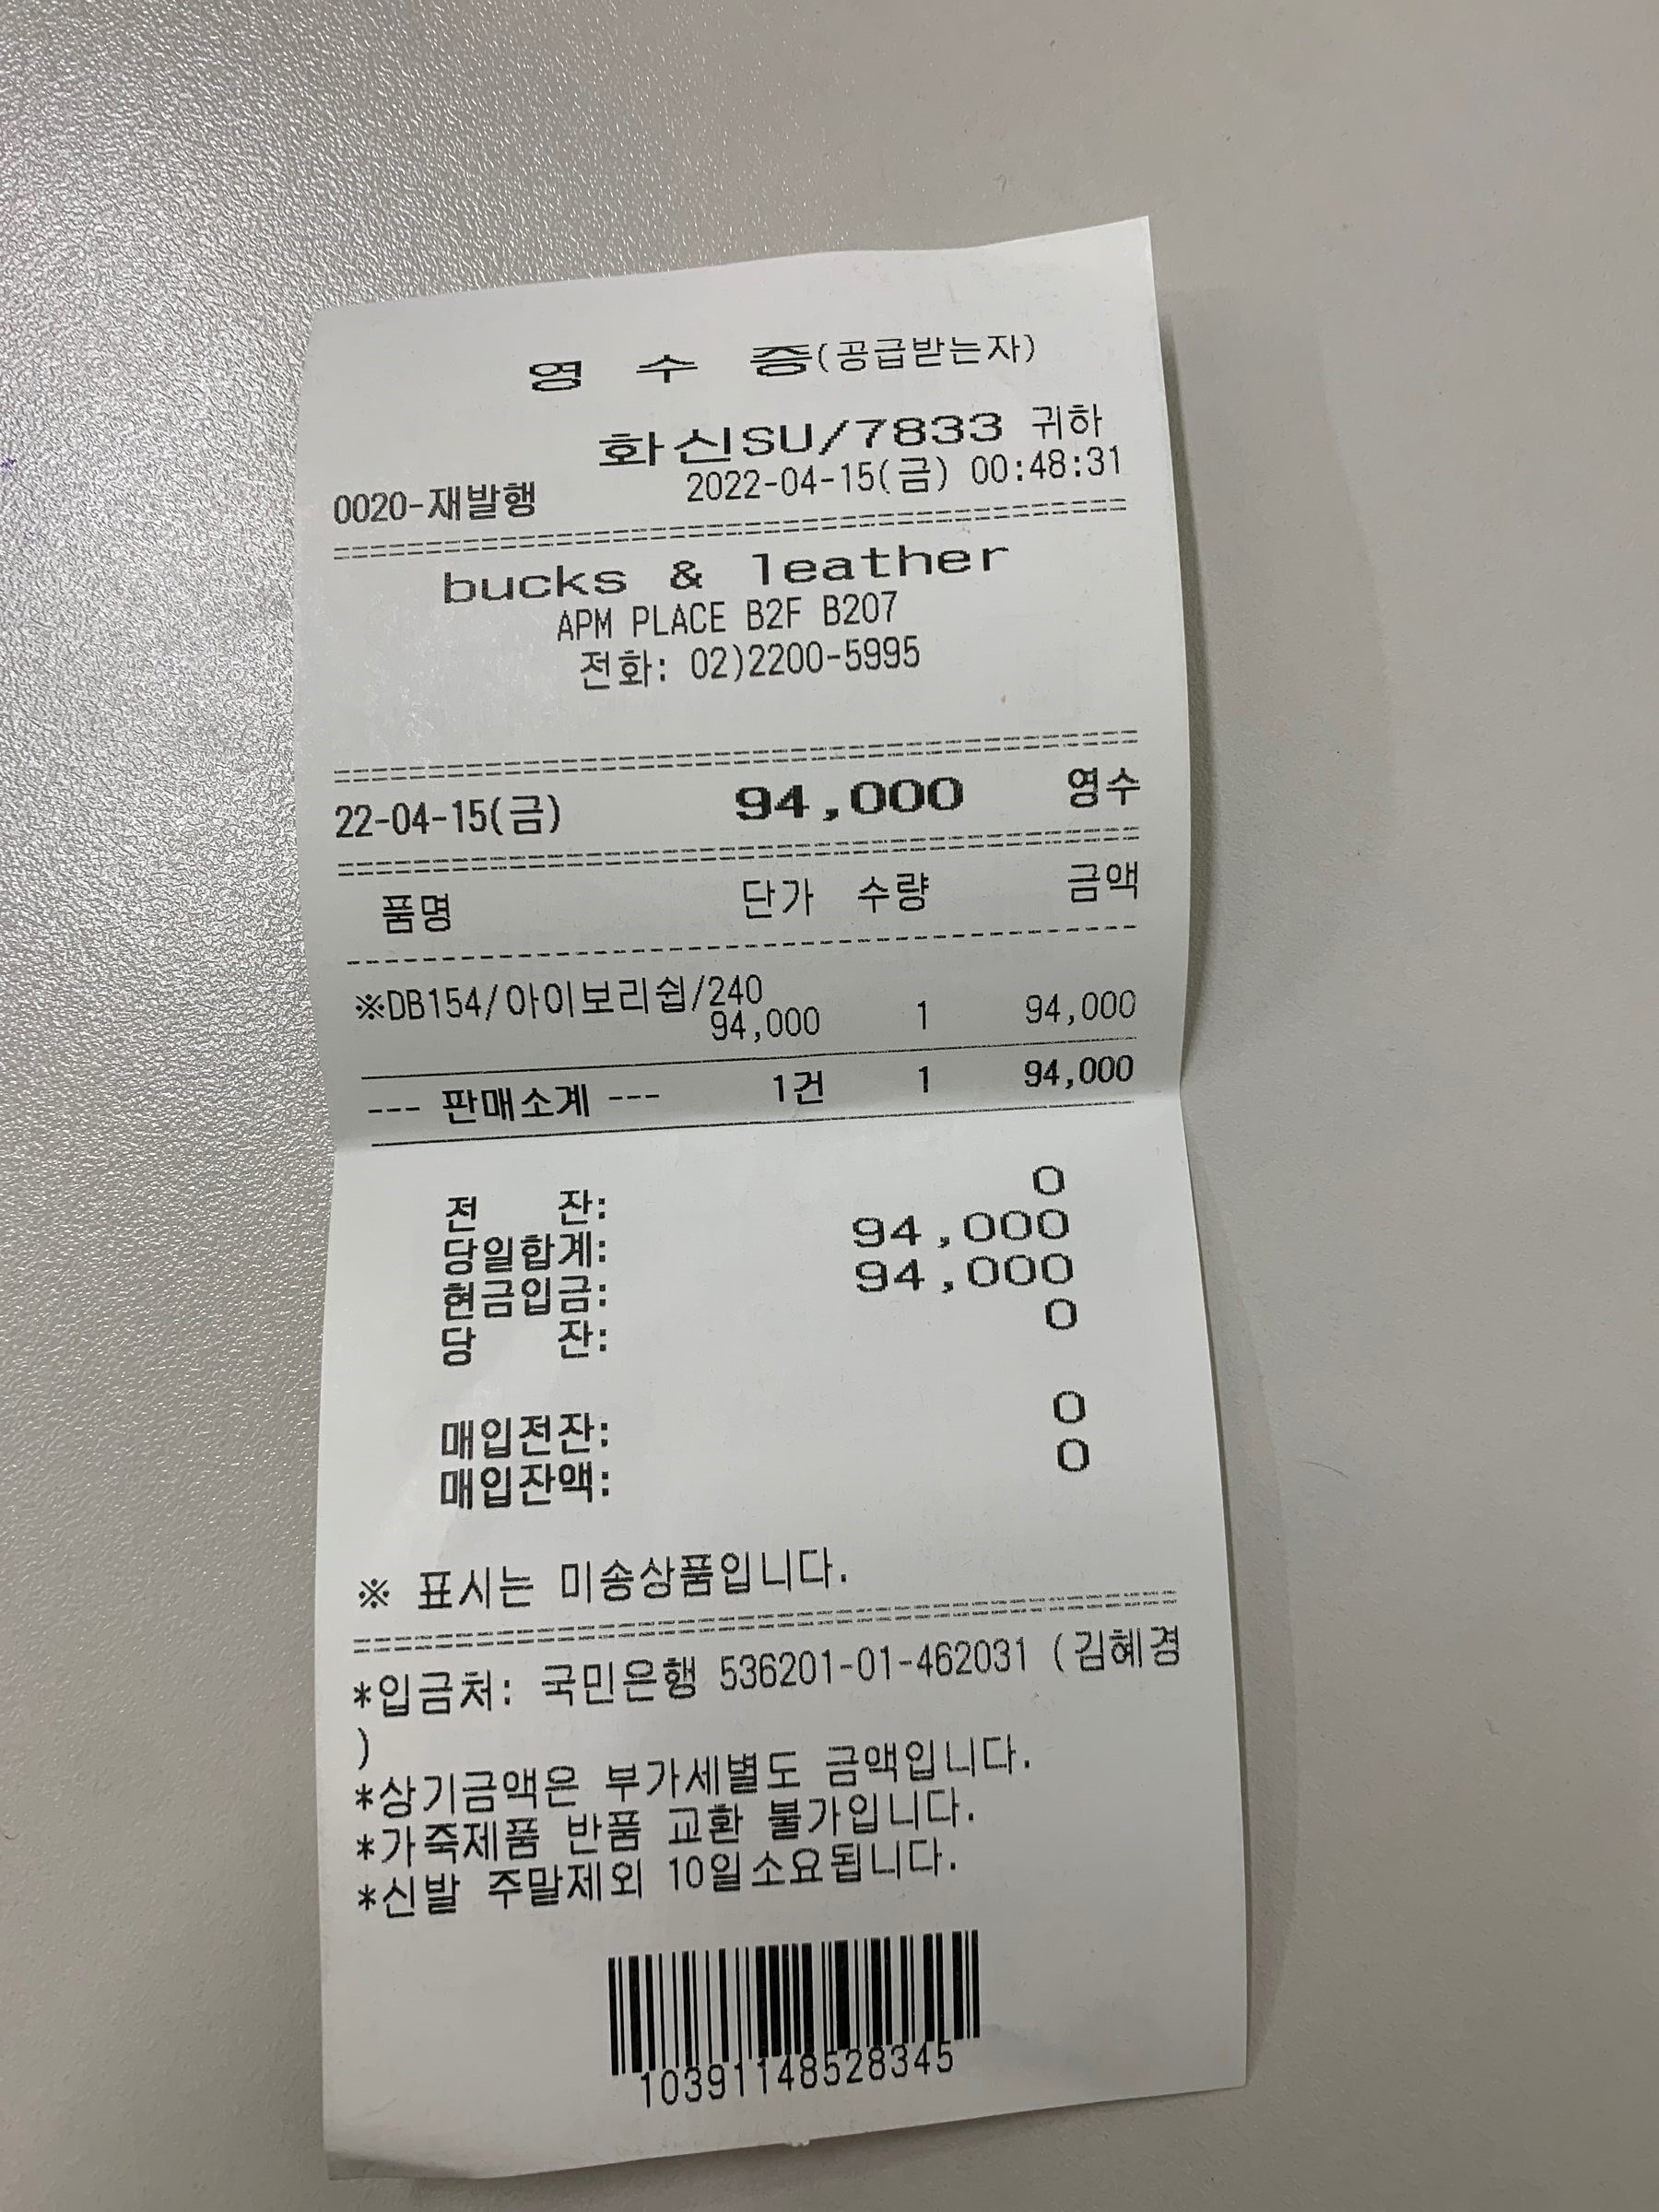 영 수 증(공급받는자)
화신SU/7833 귀하
0020-재발행 2022-04-15(금) 00:48:31
bucks & leather
APM PLACE B2F B207
전화: 02)2200-5995
22-04-15(금) 94,000 영수
품명 단가 수량 금액
※DB154/아이보리쉽/240
94,000 1 94,000
--- 판매소계 --- 1건 1 94,000
전 잔: 0
당일합계: 94,000
현금입금: 94,000
당 잔: 0
매입전잔: 0
매입잔액: 0
※ 표시는 미송상품입니다.
*입금처: 국민은행 536201-01-462031 (김혜경
)
*상기금액은 부가세별도 금액입니다.
*가죽제품 반품 교환 불가입니다.
*신발 주말제외 10일소요됩니다.
10391148528345